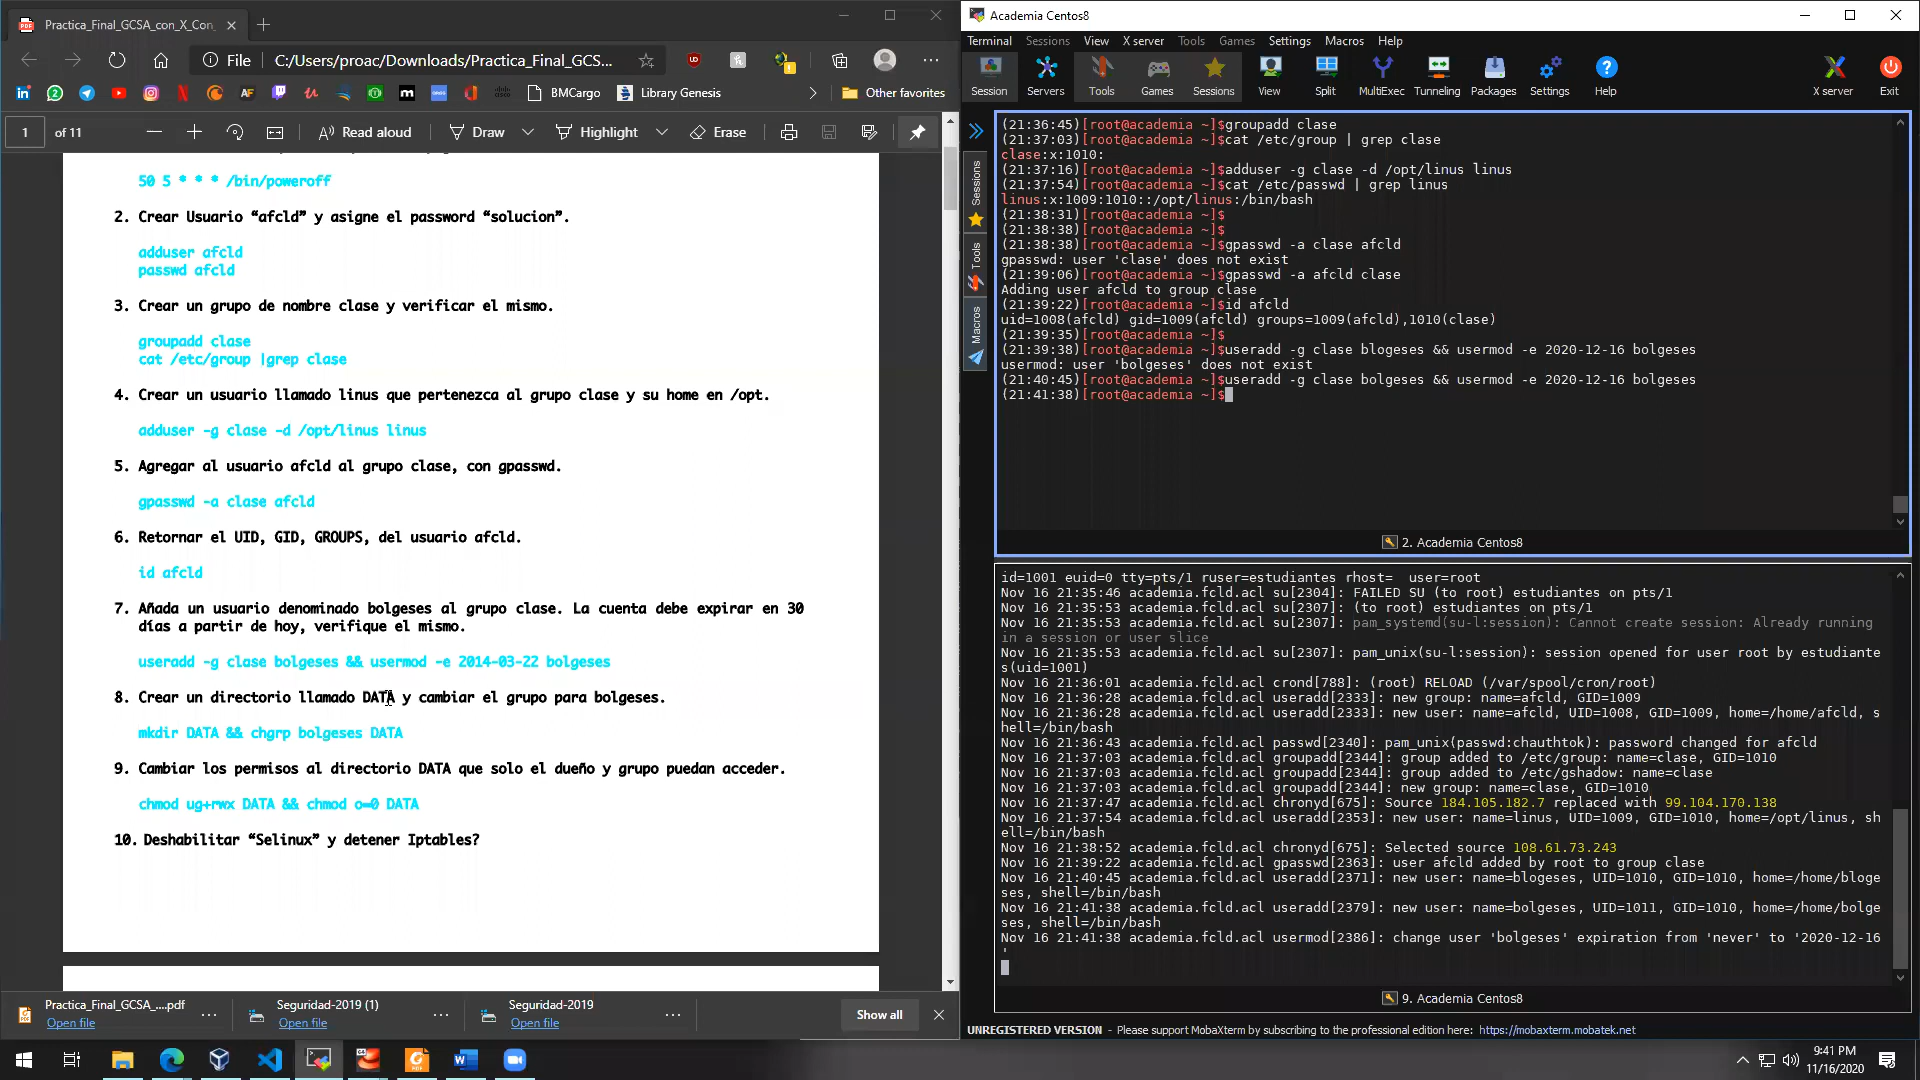 Practica_Final_GCSA_con_X_Con_
File
C:/Users/proac/Downloads/Practica_Final_GCS...
BMCargo
Library Genesis
Other favorites
1 of 11
Read aloud
Draw
Highlight
Erase
50 5 * * * /bin/poweroff
2. Crear Usuario “afcld” y asigne el password “solucion”.
adduser afcld
passwd afcld
3. Crear un grupo de nombre clase y verificar el mismo.
groupadd clase
cat /etc/group |grep clase
4. Crear un usuario llamado linus que pertenezca al grupo clase y su home en /opt.
adduser -g clase -d /opt/linus linus
5. Agregar al usuario afcld al grupo clase, con gpasswd.
gpasswd -a clase afcld
6. Retornar el UID, GID, GROUPS, del usuario afcld.
id afcld
7. Añada un usuario denominado bolgeses al grupo clase. La cuenta debe expirar en 30
días a partir de hoy, verifique el mismo.
useradd -g clase bolgeses && usermod -e 2014-03-22 bolgeses
8. Crear un directorio llamado DATA y cambiar el grupo para bolgeses.
mkdir DATA && chgrp bolgeses DATA
9. Cambiar los permisos al directorio DATA que solo el dueño y grupo puedan acceder.
chmod ug+rwx DATA && chmod o=0 DATA
10. Deshabilitar “Selinux” y detener Iptables?
Practica_Final_GCSA_....pdf
Open file
Seguridad-2019 (1)
Open file
Seguridad-2019
Open file
Show all
Academia Centos8
Terminal Sessions View X server Tools Games Settings Macros Help
Session Servers Tools Games Sessions View Split MultiExec Tunneling Packages Settings Help X server Exit
Sessions
Tools
Macros
(21:36:45)[root@academia ~]$groupadd clase
(21:37:03)[root@academia ~]$cat /etc/group | grep clase
clase:x:1010:
(21:37:16)[root@academia ~]$adduser -g clase -d /opt/linus linus
(21:37:54)[root@academia ~]$cat /etc/passwd | grep linus
linus:x:1009:1010::/opt/linus:/bin/bash
(21:38:31)[root@academia ~]$
(21:38:38)[root@academia ~]$
(21:38:38)[root@academia ~]$gpasswd -a clase afcld
gpasswd: user 'clase' does not exist
(21:39:06)[root@academia ~]$gpasswd -a afcld clase
Adding user afcld to group clase
(21:39:22)[root@academia ~]$id afcld
uid=1008(afcld) gid=1009(afcld) groups=1009(afcld),1010(clase)
(21:39:35)[root@academia ~]$
(21:39:38)[root@academia ~]$useradd -g clase blogeses && usermod -e 2020-12-16 bolgeses
usermod: user 'bolgeses' does not exist
(21:40:45)[root@academia ~]$useradd -g clase bolgeses && usermod -e 2020-12-16 bolgeses
(21:41:38)[root@academia ~]$
2. Academia Centos8
id=1001 euid=0 tty=pts/1 ruser=estudiantes rhost=  user=root
Nov 16 21:35:46 academia.fcld.acl su[2304]: FAILED SU (to root) estudiantes on pts/1
Nov 16 21:35:53 academia.fcld.acl su[2307]: (to root) estudiantes on pts/1
Nov 16 21:35:53 academia.fcld.acl su[2307]: pam_systemd(su-l:session): Cannot create session: Already running
in a session or user slice
Nov 16 21:35:53 academia.fcld.acl su[2307]: pam_unix(su-l:session): session opened for user root by estudiante
s(uid=1001)
Nov 16 21:36:01 academia.fcld.acl crond[788]: (root) RELOAD (/var/spool/cron/root)
Nov 16 21:36:28 academia.fcld.acl useradd[2333]: new group: name=afcld, GID=1009
Nov 16 21:36:28 academia.fcld.acl useradd[2333]: new user: name=afcld, UID=1008, GID=1009, home=/home/afcld, s
hell=/bin/bash
Nov 16 21:36:43 academia.fcld.acl passwd[2340]: pam_unix(passwd:chauthtok): password changed for afcld
Nov 16 21:37:03 academia.fcld.acl groupadd[2344]: group added to /etc/group: name=clase, GID=1010
Nov 16 21:37:03 academia.fcld.acl groupadd[2344]: group added to /etc/gshadow: name=clase
Nov 16 21:37:03 academia.fcld.acl groupadd[2344]: new group: name=clase, GID=1010
Nov 16 21:37:47 academia.fcld.acl chronyd[675]: Source 184.105.182.7 replaced with 99.104.170.138
Nov 16 21:37:54 academia.fcld.acl useradd[2353]: new user: name=linus, UID=1009, GID=1010, home=/opt/linus, sh
ell=/bin/bash
Nov 16 21:38:52 academia.fcld.acl chronyd[675]: Selected source 108.61.73.243
Nov 16 21:39:22 academia.fcld.acl gpasswd[2363]: user afcld added by root to group clase
Nov 16 21:40:45 academia.fcld.acl useradd[2371]: new user: name=blogeses, UID=1010, GID=1010, home=/home/bloge
ses, shell=/bin/bash
Nov 16 21:41:38 academia.fcld.acl useradd[2379]: new user: name=bolgeses, UID=1011, GID=1010, home=/home/bolge
ses, shell=/bin/bash
Nov 16 21:41:38 academia.fcld.acl usermod[2386]: change user 'bolgeses' expiration from 'never' to '2020-12-16
'
9. Academia Centos8
UNREGISTERED VERSION - Please support MobaXterm by subscribing to the professional edition here: https://mobaxterm.mobatek.net
9:41 PM
11/16/2020